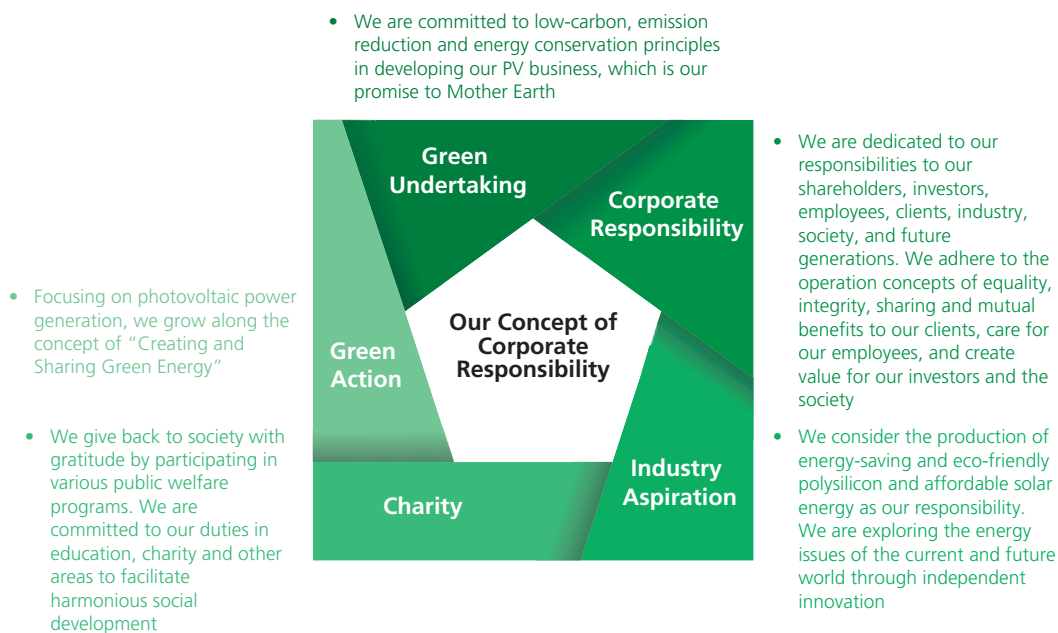 • We are committed to low-carbon, emission
reduction and energy conservation principles
in developing our PV business, which is our
promise to Mother Earth
Green
Undertaking
Corporate
Responsibility
• We are dedicated to our
responsibilities to our
shareholders, investors,
employees, clients, industry,
society, and future
generations. We adhere to the
operation concepts of equality,
integrity, sharing and mutual
benefits to our clients, care for
our employees, and create
value for our investors and the
society
• Focusing on photovoltaic power
generation, we grow along the
concept of “Creating and
Sharing Green Energy”
Green
Action
Our Concept of
Corporate
Responsibility
• We give back to society with
gratitude by participating in
various public welfare
programs. We are
committed to our duties in
education, charity and other
areas to facilitate
harmonious social
development
Charity
Industry
Aspiration
• We consider the production of
energy-saving and eco-friendly
polysilicon and affordable solar
energy as our responsibility.
We are exploring the energy
issues of the current and future
world through independent
innovation